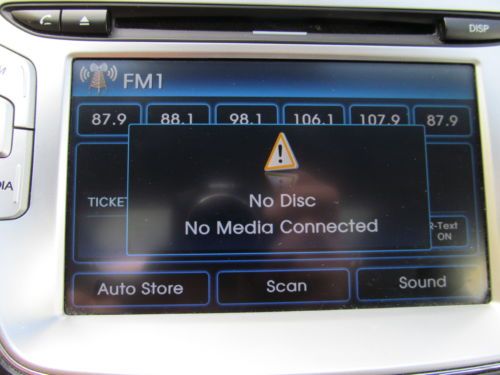 DISP
FM1
87.9 88.1 98.1 106.1 107.9 87.9
No Disc
TICKET
No Media Connected
R-Text
ON
Auto Store Scan Sound